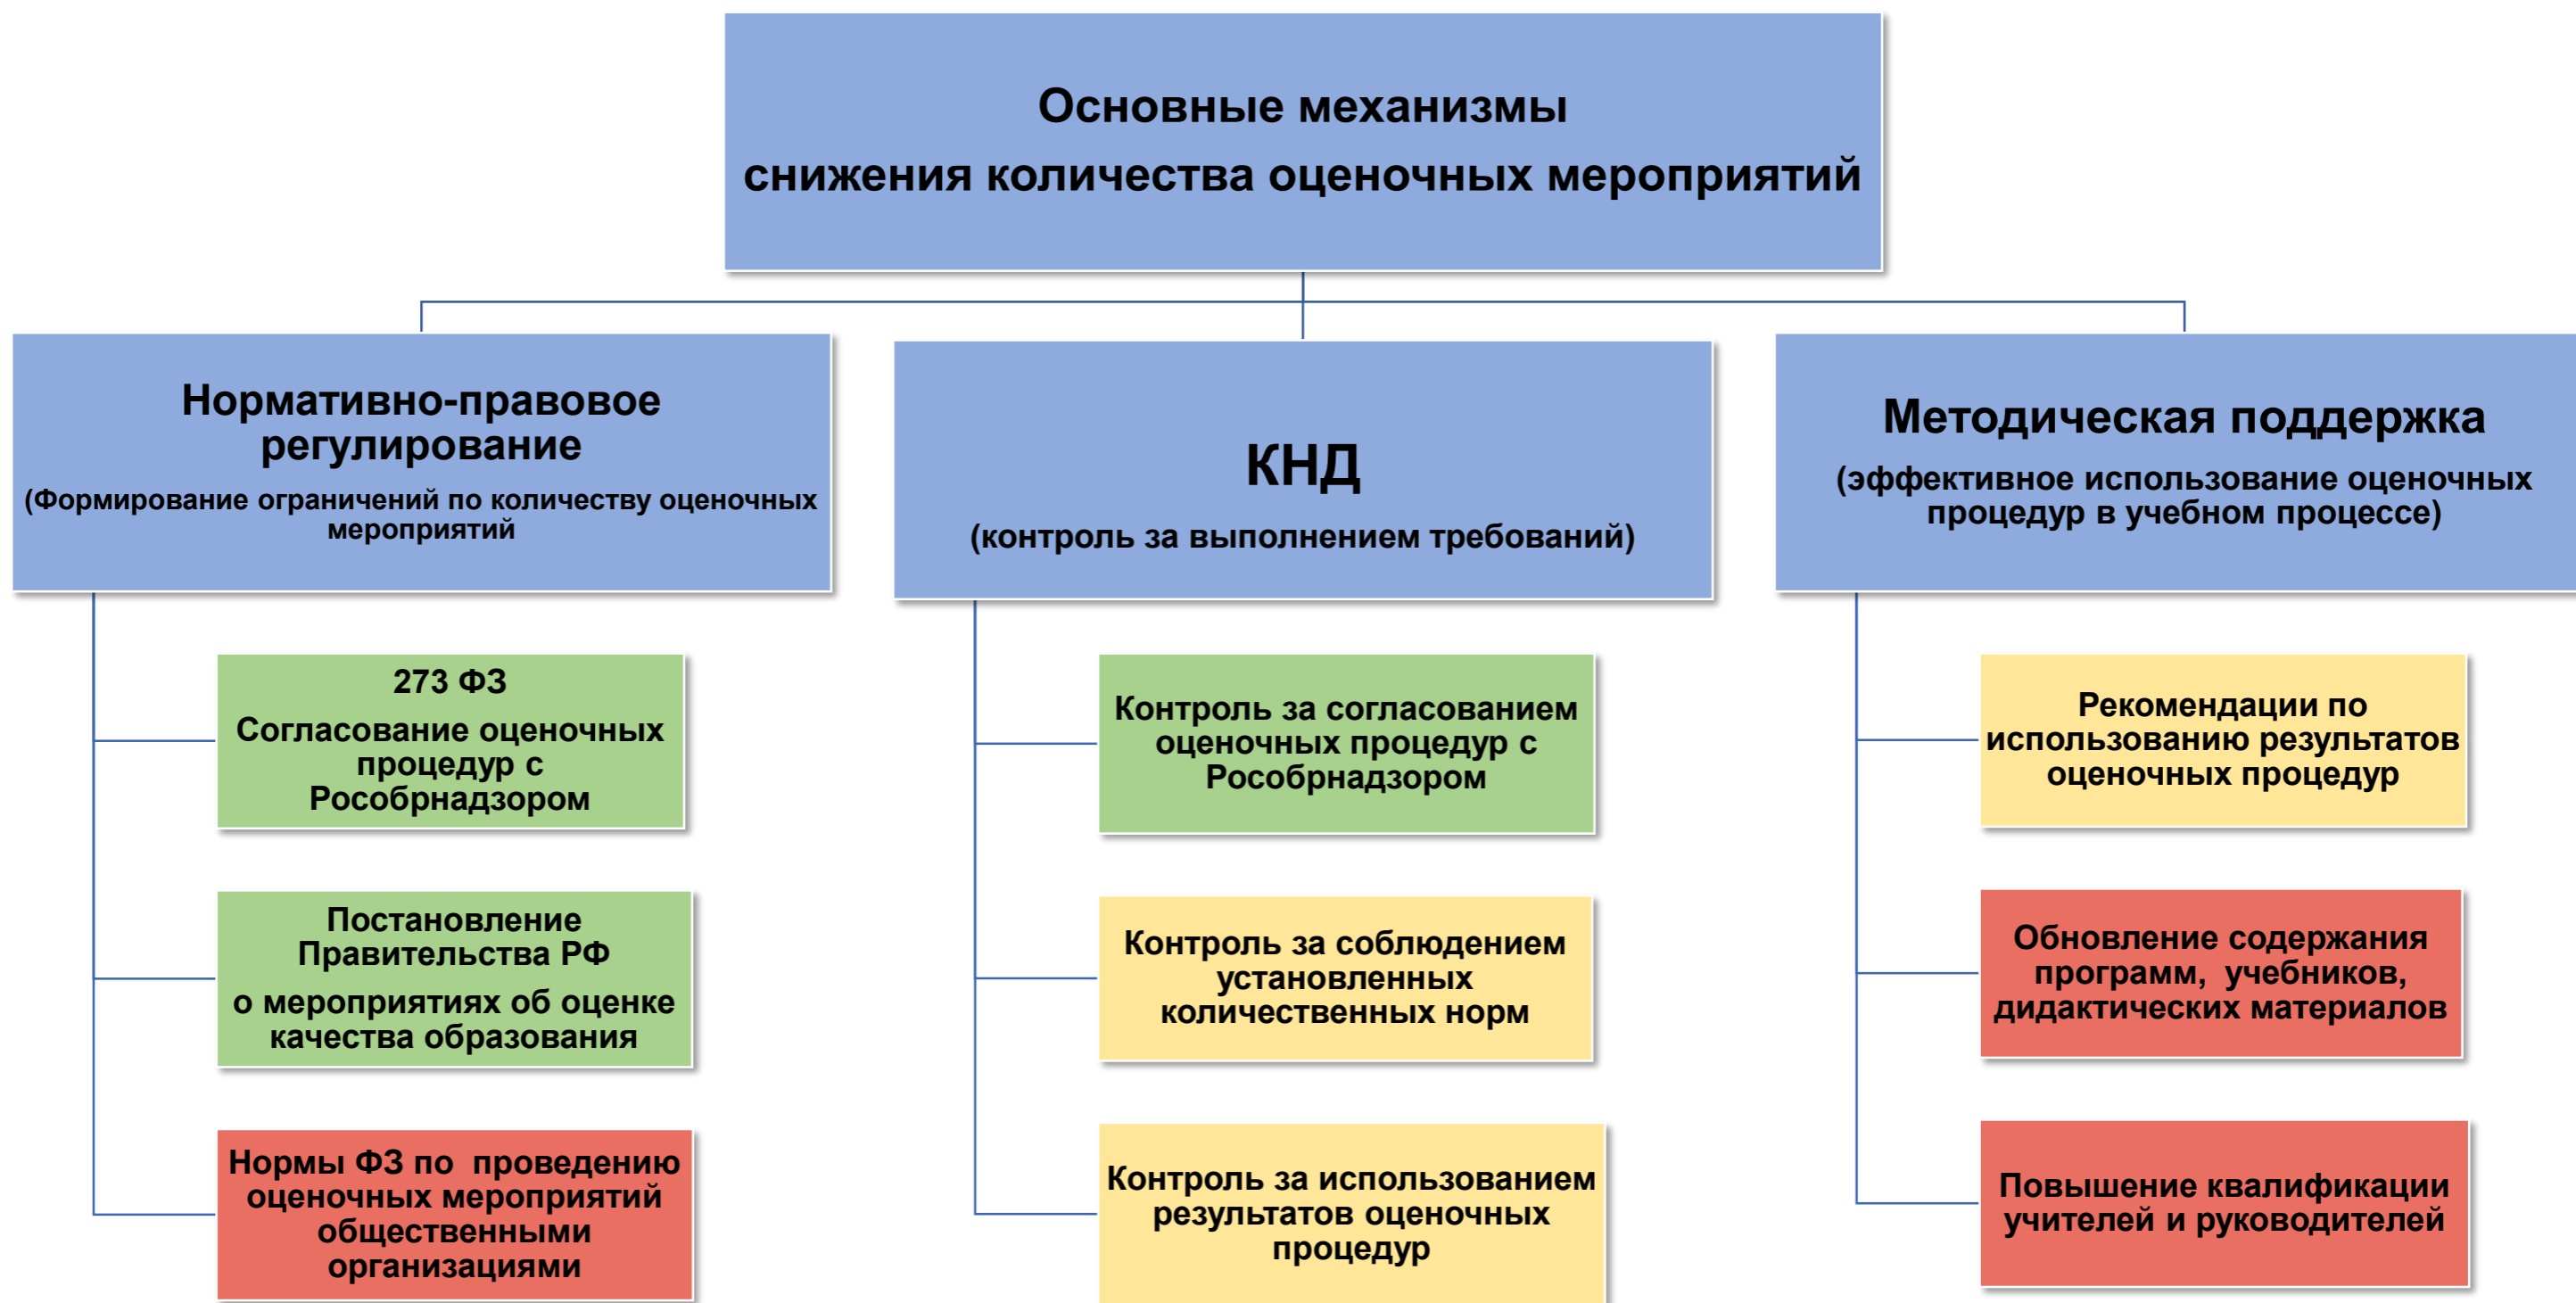 Основные механизмы
снижения количества оценочных мероприятий
Нормативно-правовое
регулирование
(Формирование ограничений по количеству оценочных
мероприятий
КНД
(контроль за выполнением требований)
Методическая поддержка
(эффективное использование оценочных
процедур в учебном процессе)
273 ФЗ
Согласование оценочных
процедур с
Рособрнадзором
Постановление
Правительства РФ
о мероприятиях об оценке
качества образования
Нормы ФЗ по  проведению
оценочных мероприятий
общественными
организациями
Контроль за согласованием
оценочных процедур с
Рособрнадзором
Контроль за соблюдением
установленных
количественных норм
Контроль за использованием
результатов оценочных
процедур
Рекомендации по
использованию результатов
оценочных процедур
Обновление содержания
программ,  учебников,
дидактических материалов
Повышение квалификации
учителей и руководителей